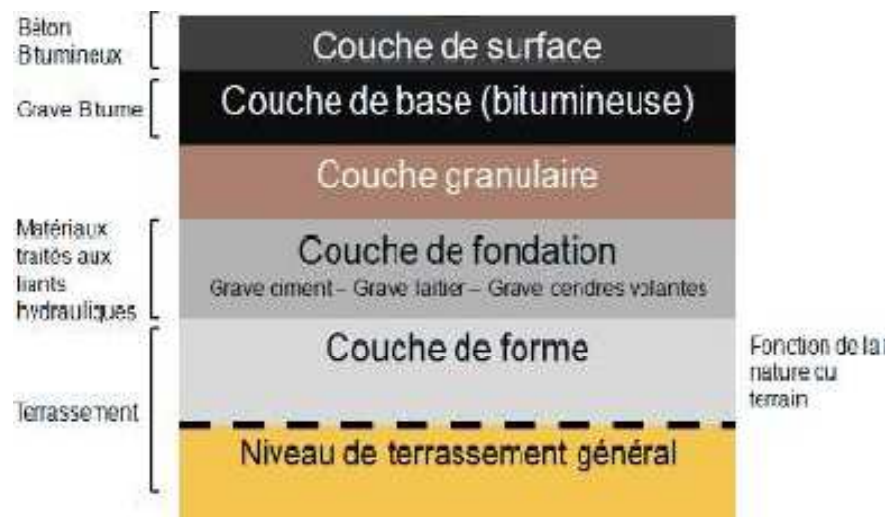 Béton
Bitumineux
Couche de surface
Grave Bitume
Couche de base (bitumineuse)
Couche granulaire
Matériaux
traités aux
liants
hydrauliques
Couche de fondation
Grave ciment – Grave laitier – Grave cendres volantes
Couche de forme
Fonction de la
nature du
terrain
Terrassement
Niveau de terrassement général